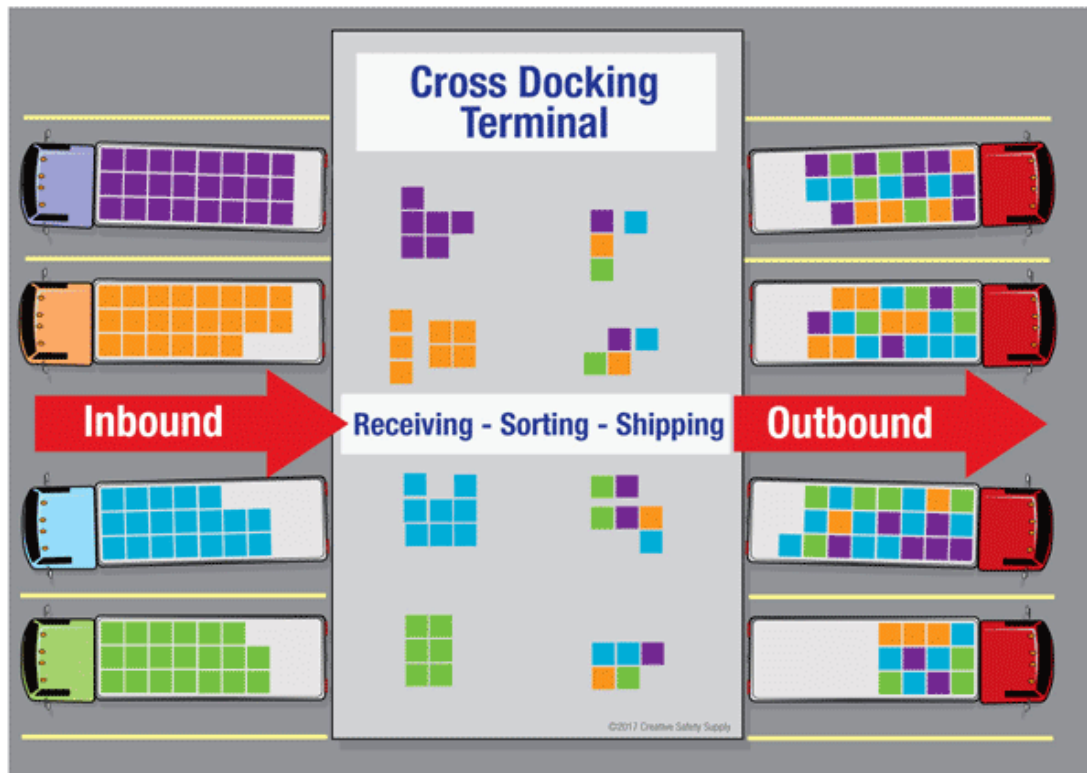 Cross Docking
Terminal
Inbound
Receiving - Sorting - Shipping
Outbound
©2017 Creative Safety Supply